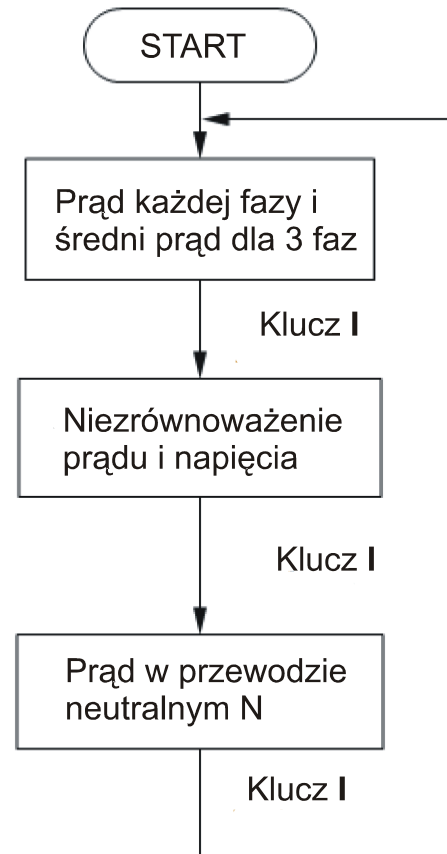 START
Prąd każdej fazy i
średni prąd dla 3 faz
Klucz I
Niezrównoważenie
prądu i napięcia
Klucz I
Prąd w przewodzie
neutralnym N
Klucz I